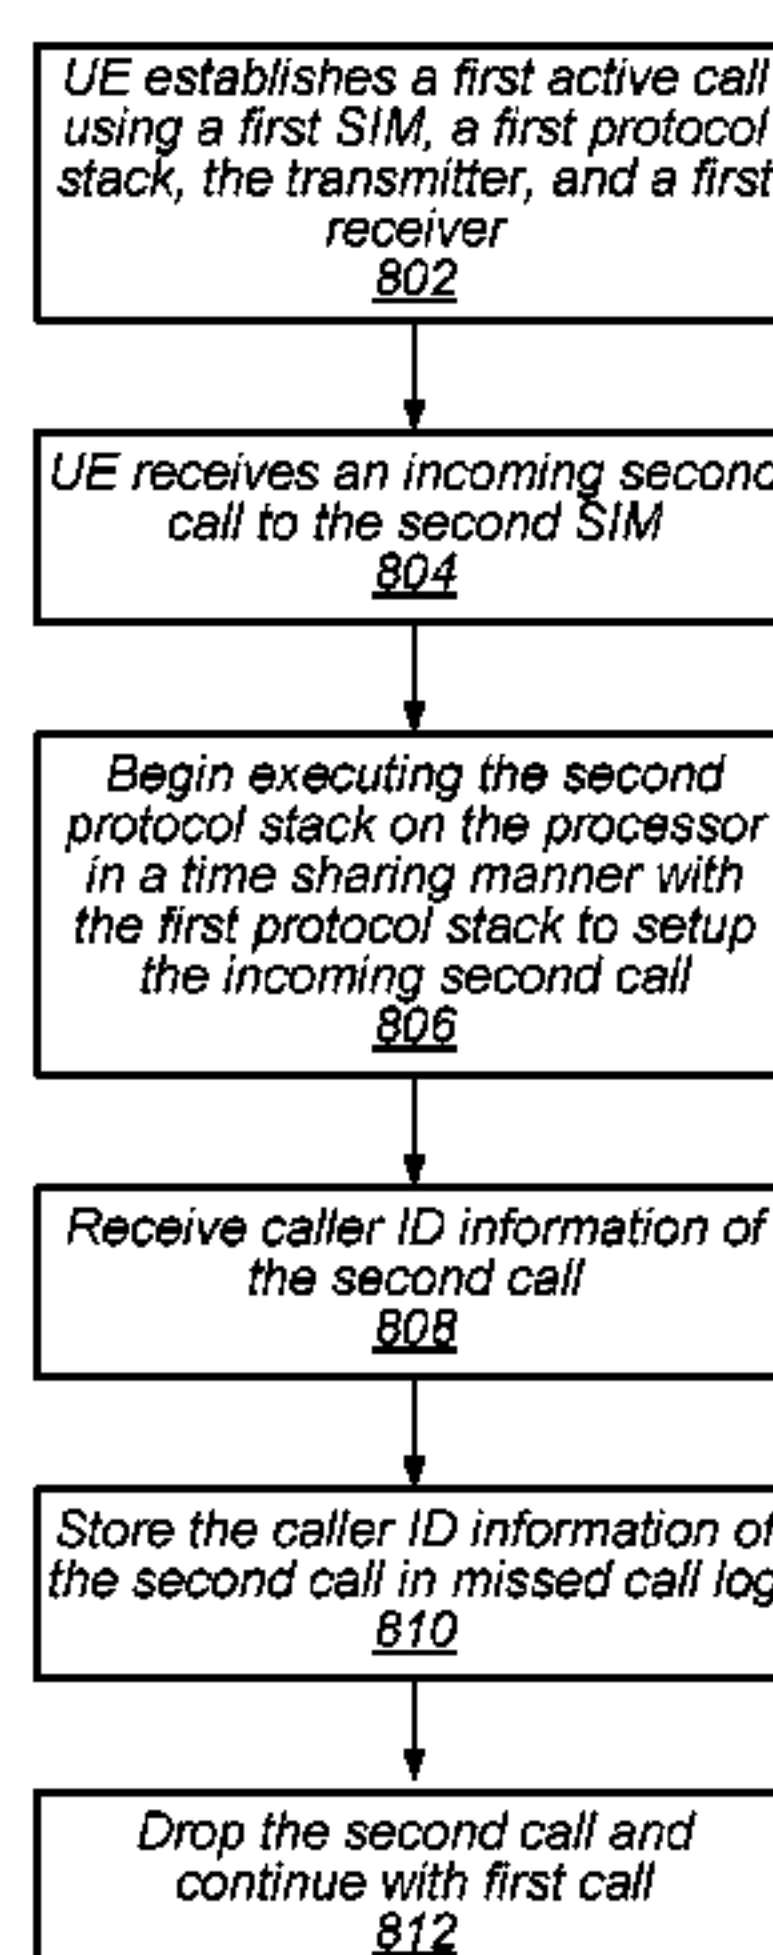 UE establishes a first active call
using a first SIM, a first protocol
stack, the transmitter, and a first
receiver
802
UE receives an incoming second
call to the second SIM
804
Begin executing the second
protocol stack on the processor
in a time sharing manner with
the first protocol stack to setup
the incoming second call
806
Receive caller ID information of
the second call
808
Store the caller ID information of
the second call in missed call log
810
Drop the second call and
continue with first call
812